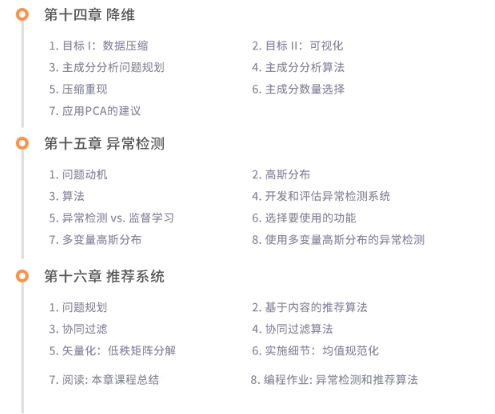 第十四章 降维
1. 目标 I：数据压缩
2. 目标 II：可视化
3. 主成分分析问题规划
4. 主成分分析算法
5. 压缩重现
6. 主成分数量选择
7. 应用PCA的建议
第十五章 异常检测
1. 问题动机
2. 高斯分布
3. 算法
4. 开发和评估异常检测系统
5. 异常检测 vs. 监督学习
6. 选择要使用的功能
7. 多变量高斯分布
8. 使用多变量高斯分布的异常检测
第十六章 推荐系统
1. 问题规划
2. 基于内容的推荐算法
3. 协同过滤
4. 协同过滤算法
5. 矢量化：低秩矩阵分解
6. 实施细节：均值规范化
7. 阅读: 本章课程总结
8. 编程作业: 异常检测和推荐算法